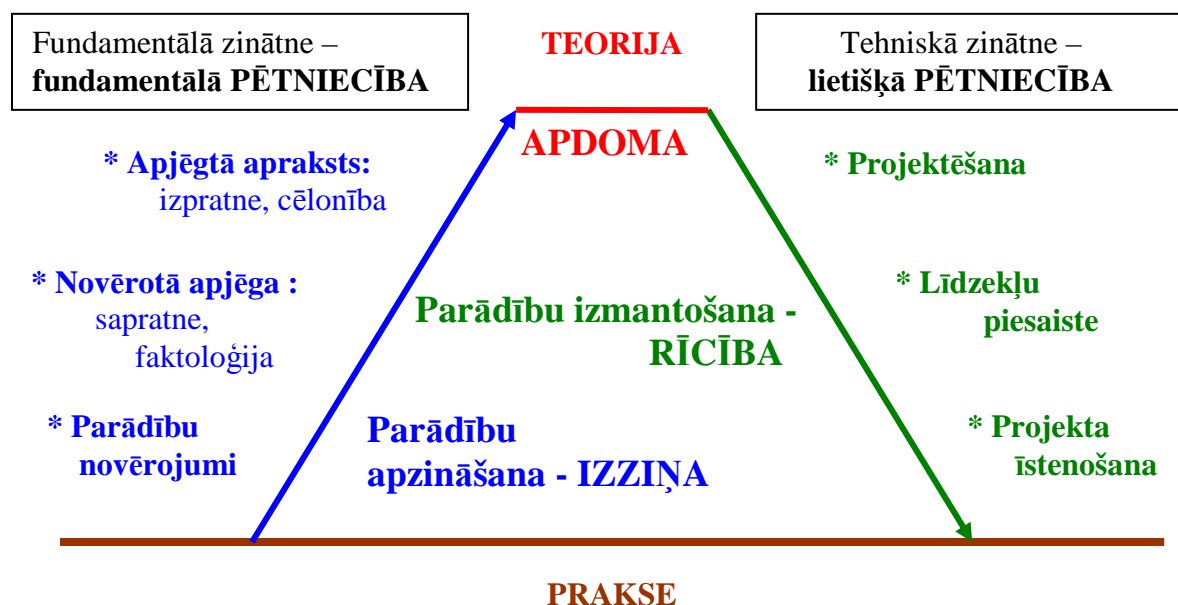 Fundamentālā zinātne –
fundamentālā PĒTNIECĪBA
TEORIJA
Tehniskā zinātne –
lietišķā PĒTNIECĪBA
APDOMA
* Apjēgtā apraksts:
izpratne, cēlonība
* Novērotā apjēga :
sapratne,
faktoloģija
* Parādību
novērojumi
Parādību izmantošana -
RĪCĪBA
Parādību
apzināšana - IZZIŅA
* Projektēšana
* Līdzekļu
piesaiste
* Projekta
īstenošana
PRAKSE